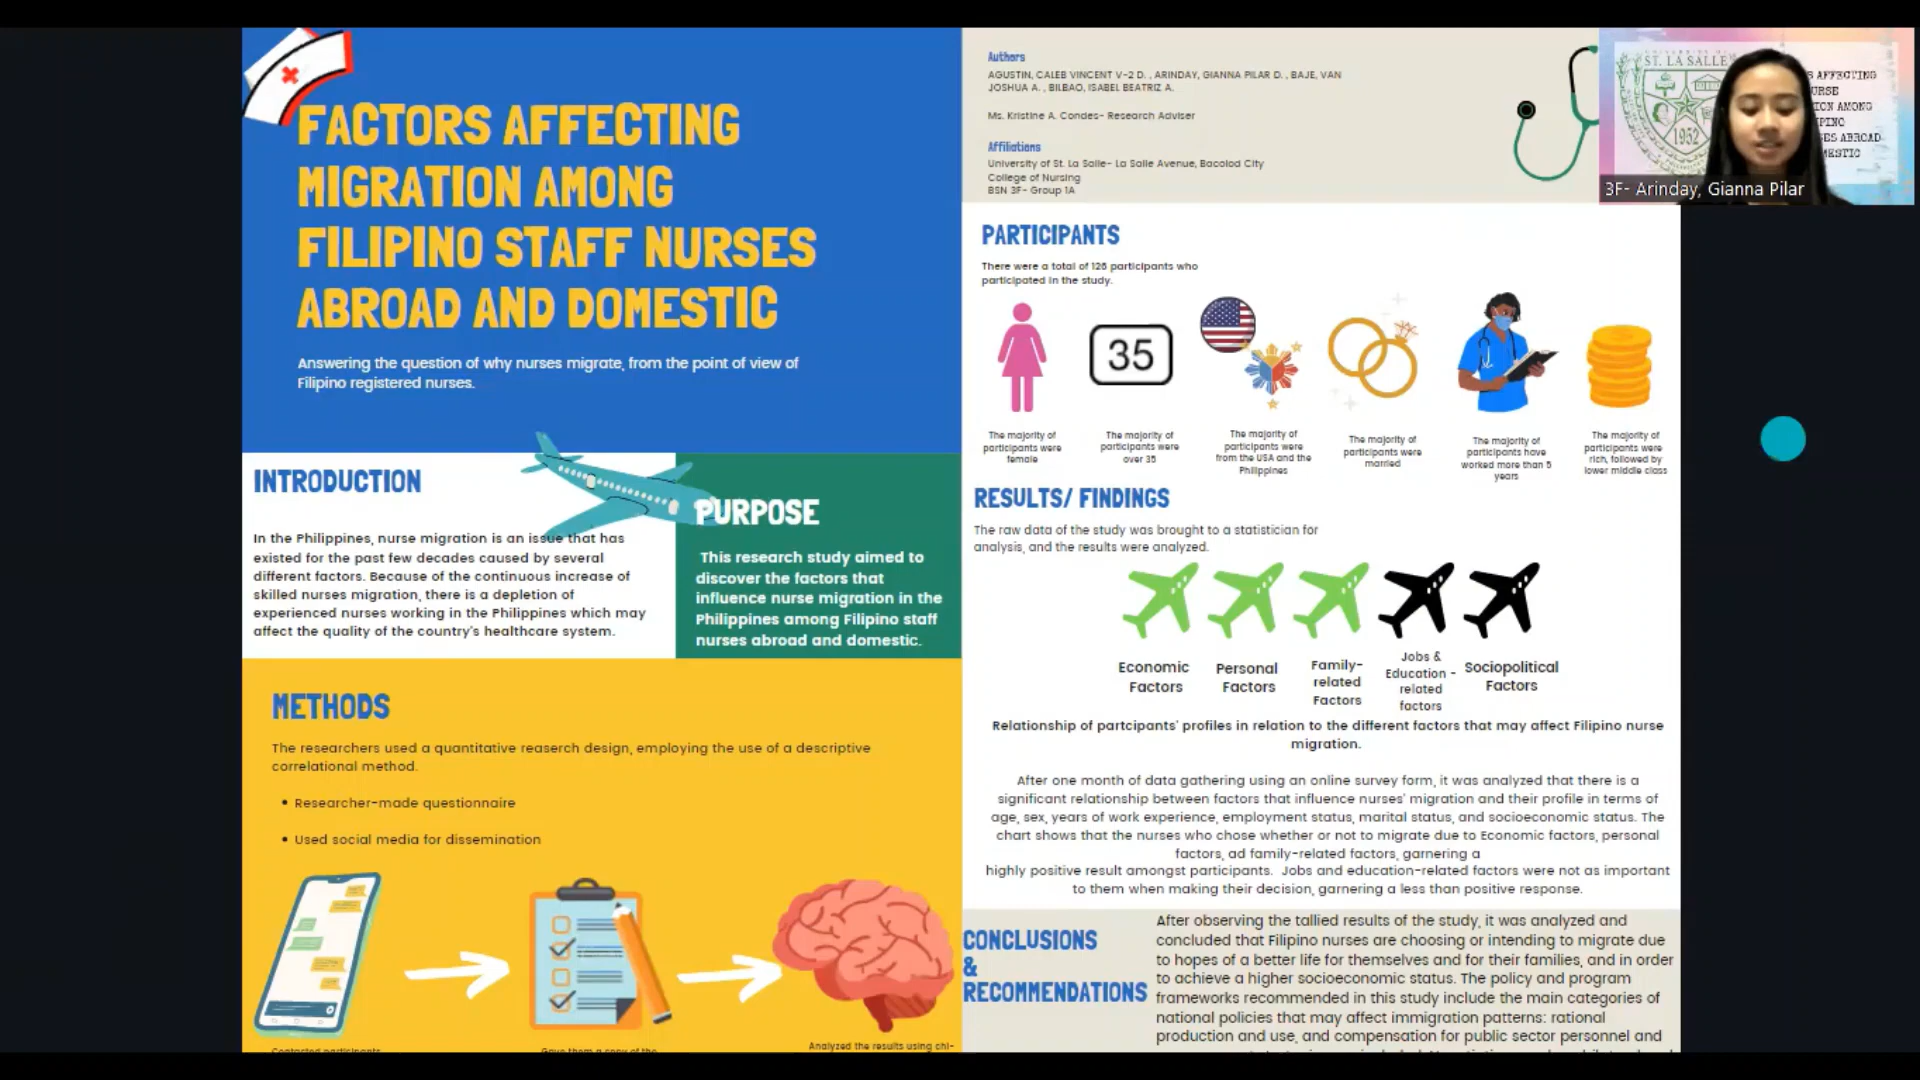 FACTORS AFFECTING
MIGRATION AMONG
FILIPINO STAFF NURSES
ABROAD AND DOMESTIC
Answering the question of why nurses migrate, from the point of view of
Filipino registered nurses.
INTRODUCTION
In the Philippines, nurse migration is an issue that has
existed for the past few decades caused by several
different factors. Because of the continuous increase of
skilled nurses migration, there is a depletion of
experienced nurses working in the Philippines which may
affect the quality of the country's healthcare system.
PURPOSE
This research study aimed to
discover the factors that
influence nurse migration in the
Philippines among Filipino staff
nurses abroad and domestic.
METHODS
The researchers used a quantitative reaserch design, employing the use of a descriptive
correlational method.
• Researcher-made questionnaire
• Used social media for dissemination
Contacted participants
Gave them a copy of the
Analyzed the results using chi-
Authors
AGUSTIN, CALEB VINCENT V-2 D. , ARINDAY, GIANNA PILAR D. , BAJE, VAN
JOSHUA A. , BILBAO, ISABEL BEATRIZ A.
Ms. Kristine A. Condes- Research Adviser
Affiliations
University of St. La Salle- La Salle Avenue, Bacolod City
College of Nursing
BSN 3F- Group 1A
PARTICIPANTS
There were a total of 126 participants who
participated in the study.
35
The majority of
participants were
female
The majority of
participants were
over 35
The majority of
participants were
from the USA and the
Philippines
The majority of
participants were
married
The majority of
participants have
worked more than 5
years
The majority of
participants were
rich, followed by
lower middle class
RESULTS/ FINDINGS
The raw data of the study was brought to a statistician for
analysis, and the results were analyzed.
Economic
Factors
Personal
Factors
Family-
related
Factors
Jobs &
Education -
related
factors
Sociopolitical
Factors
Relationship of partcipants' profiles in relation to the different factors that may affect Filipino nurse
migration.
After one month of data gathering using an online survey form, it was analyzed that there is a
significant relationship between factors that influence nurses' migration and their profile in terms of
age, sex, years of work experience, employment status, marital status, and socioeconomic status. The
chart shows that the nurses who chose whether or not to migrate due to Economic factors, personal
factors, ad family-related factors, garnering a
highly positive result amongst participants. Jobs and education-related factors were not as important
to them when making their decision, garnering a less than positive response.
CONCLUSIONS
&
RECOMMENDATIONS
After observing the tallied results of the study, it was analyzed and
concluded that Filipino nurses are choosing or intending to migrate due
to hopes of a better life for themselves and for their families, and in order
to achieve a higher socioeconomic status. The policy and program
frameworks recommended in this study include the main categories of
national policies that may affect immigration patterns: rational
production and use, and compensation for public sector personnel and
ST. LA SALLE
1952
AFFECTING
AMONG
ABROAD
3F- Arinday, Gianna Pilar